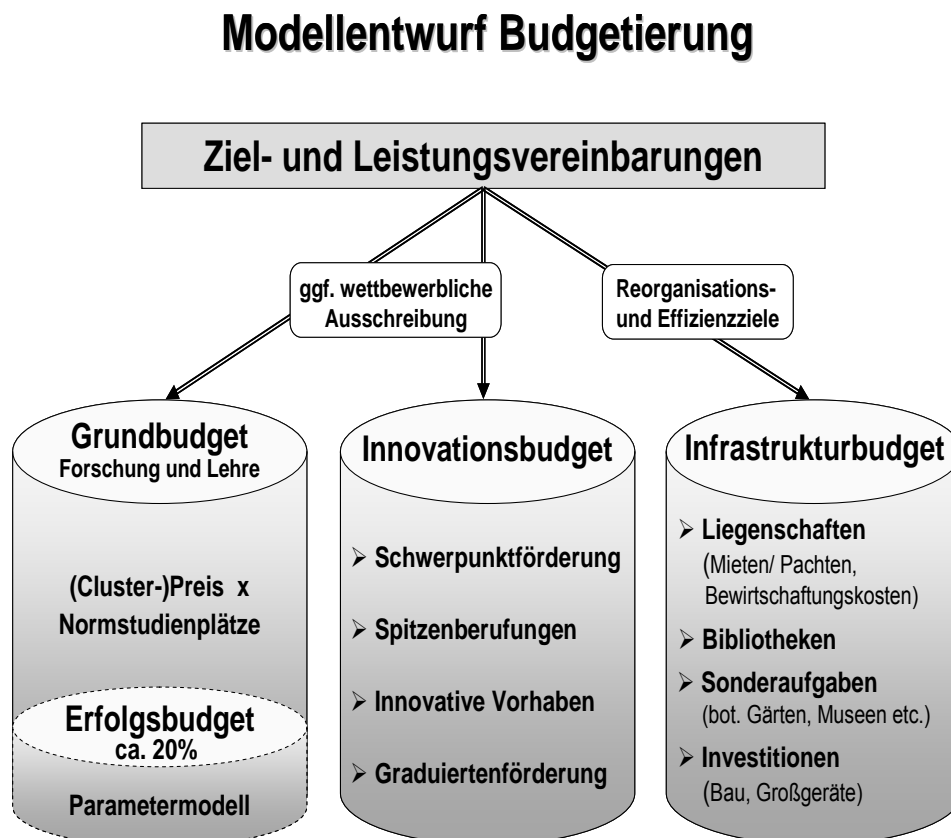 Modellentwurf Budgetierung
Ziel- und Leistungsvereinbarungen
ggf. wettbewerbliche
Ausschreibung
Reorganisations-
und Effizienzziele
Grundbudget
Forschung und Lehre
(Cluster-)Preis x
Normstudienplätze
Erfolgsbudget
ca. 20%
Parametermodell
Innovationsbudget
➢ Schwerpunktförderung
➢ Spitzenberufungen
➢ Innovative Vorhaben
➢ Graduiertenförderung
Infrastrukturbudget
➢ Liegenschaften
(Mieten/ Pachten,
Bewirtschaftungskosten)
➢ Bibliotheken
➢ Sonderaufgaben
(bot. Gärten, Museen etc.)
➢ Investitionen
(Bau, Großgeräte)